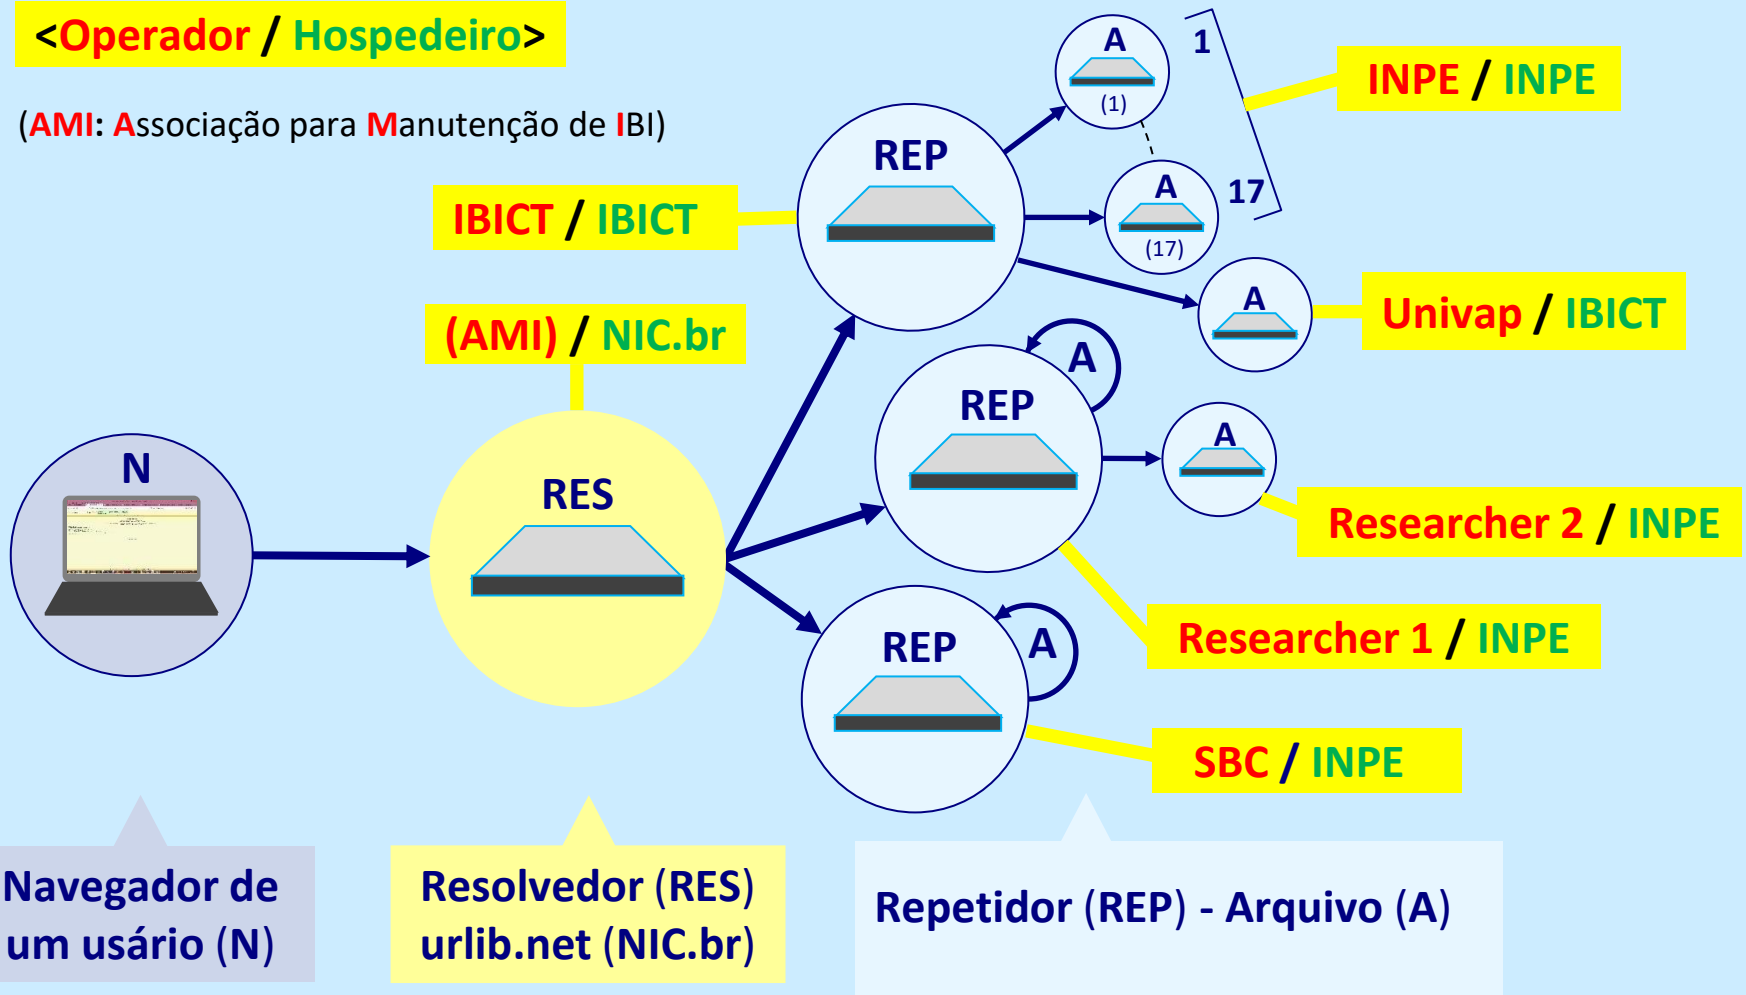 <Operador / Hospedeiro>
(AMI: Associação para Manutenção de IBI)
A
(1)
1
INPE / INPE
REP
A
(17)
17
IBICT / IBICT
A
Univap / IBICT
(AMI) / NIC.br
A
REP
A
N
RES
Researcher 2 / INPE
REP
A
Researcher 1 / INPE
SBC / INPE
Navegador de
um usário (N)
Resolvedor (RES)
urlib.net (NIC.br)
Repetidor (REP) - Arquivo (A)